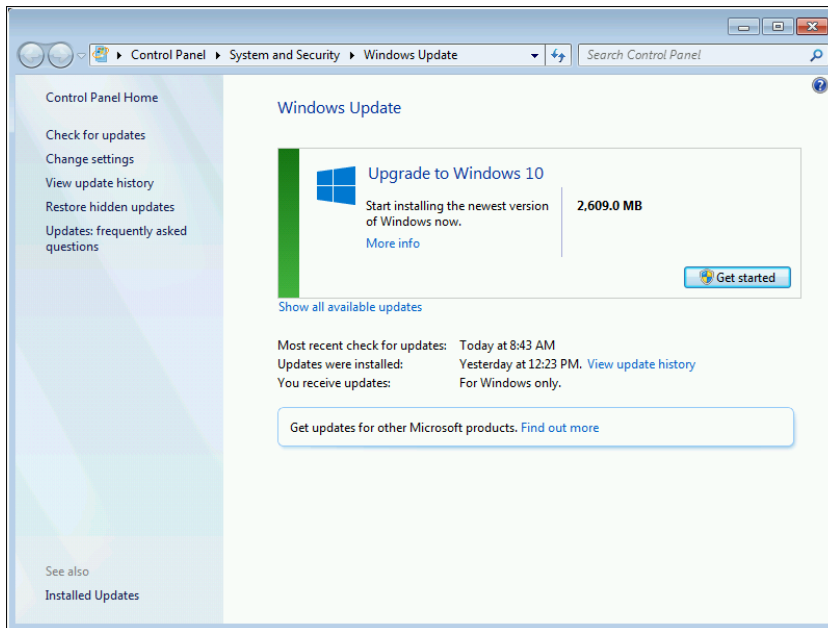 Control Panel ▸ System and Security ▸ Windows Update
Search Control Panel
Control Panel Home
Check for updates
Change settings
View update history
Restore hidden updates
Updates: frequently asked
questions
See also
Installed Updates
Windows Update
Upgrade to Windows 10
Start installing the newest version
of Windows now.
More info
2,609.0 MB
Get started
Show all available updates
Most recent check for updates: Today at 8:43 AM
Updates were installed: Yesterday at 12:23 PM. View update history
You receive updates: For Windows only.
Get updates for other Microsoft products. Find out more